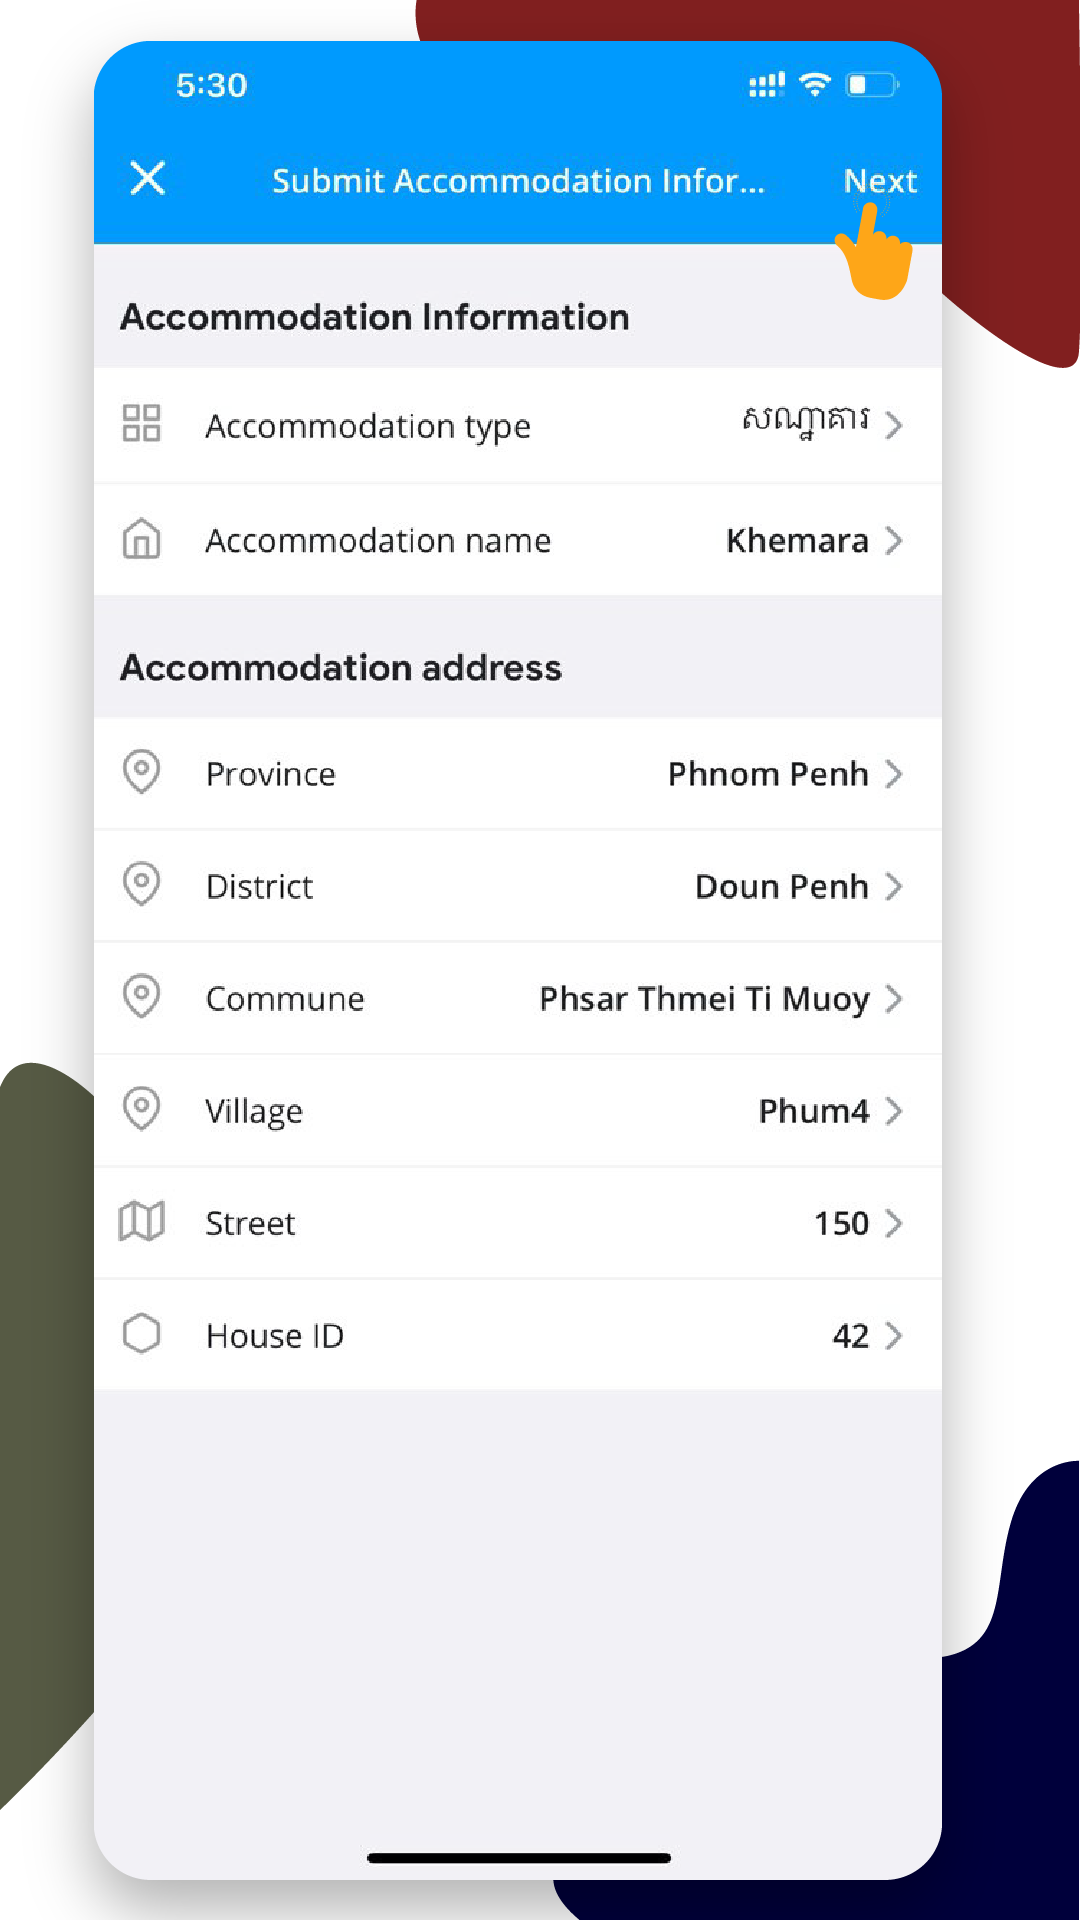 5:30
Submit Accommodation Infor...
Next
Accommodation Information
Accommodation type
សណ្ឋាគារ
Accommodation name
Khemara
Accommodation address
Province
Phnom Penh
District
Doun Penh
Commune
Phsar Thmei Ti Muoy
Village
Phum4
Street
150
House ID
42